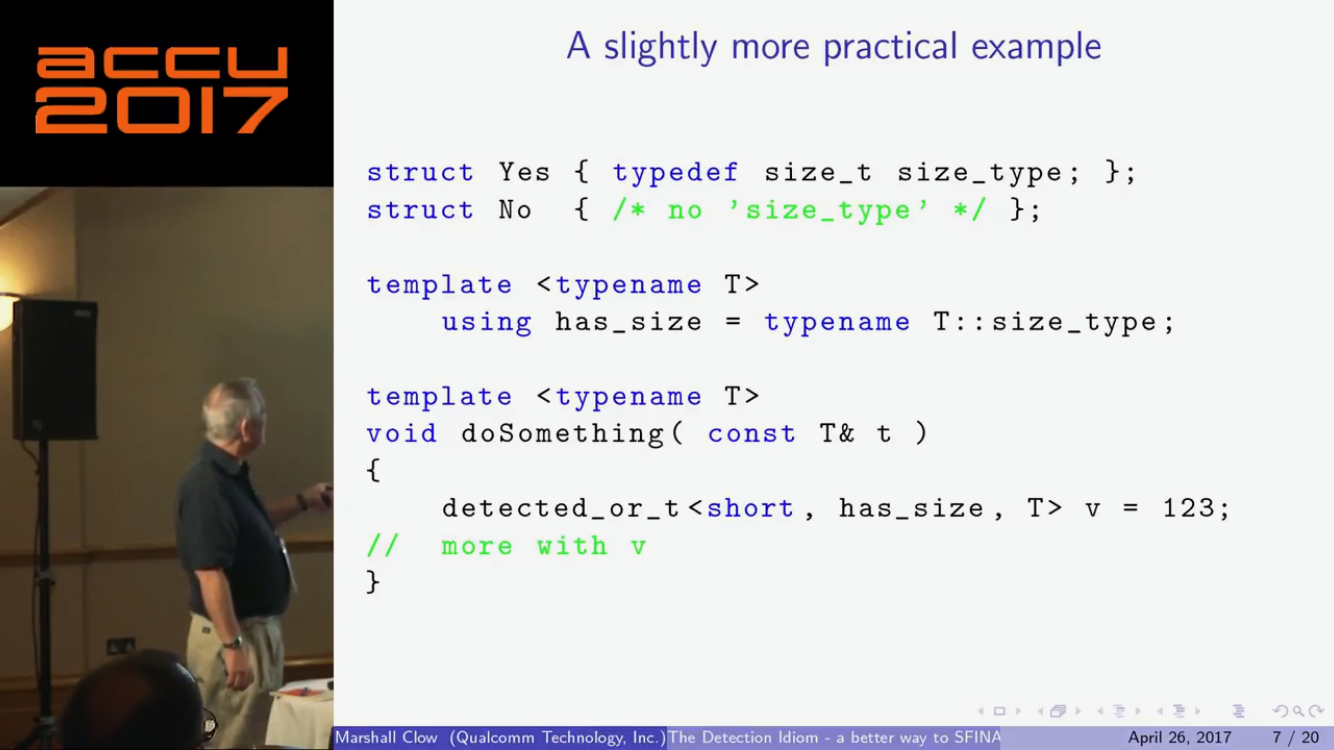 accu
2017
A slightly more practical example
struct Yes { typedef size_t size_type; };
struct No { /* no 'size_type' */ };
template <typename T>
using has_size = typename T::size_type;
template <typename T>
void doSomething( const T& t )
{
detected_or_t<short, has_size, T> v = 123;
// more with v
}
Marshall Clow (Qualcomm Technology, Inc.) The Detection Idiom - a better way to SFINA April 26, 2017 7 / 20